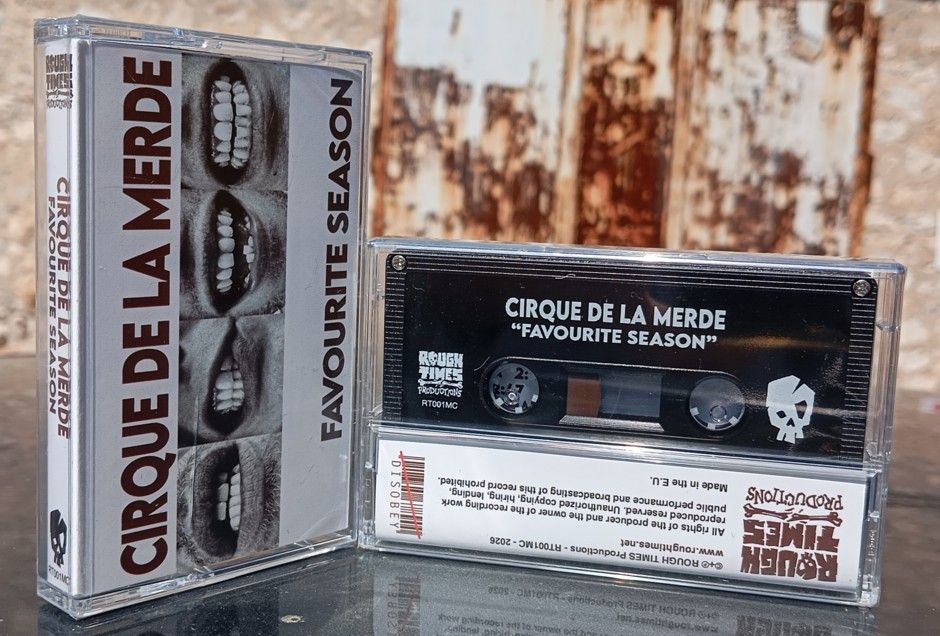 ROUGH
TIMES
PRODUCTIONS
CIRQUE DE LA MERDE
FAVOURITE SEASON
RT001MC
CIRQUE DE LA MERDE
FAVOURITE SEASON
CIRQUE DE LA MERDE
“FAVOURITE SEASON”
ROUGH
TIMES
PRODUCTIONS
RT001MC
DISOBEY
ROUGH
TIMES
PRODUCTIONS
©+℗ ROUGH TIMES Productions - RT001MC - 2026
www.roughtimes.net
All rights of the producer and the owner of the recording work
reproduced reserved. Unauthorized copying, hiring, lending,
public performance and broadcasting of this record prohibited.
Made in the E.U.